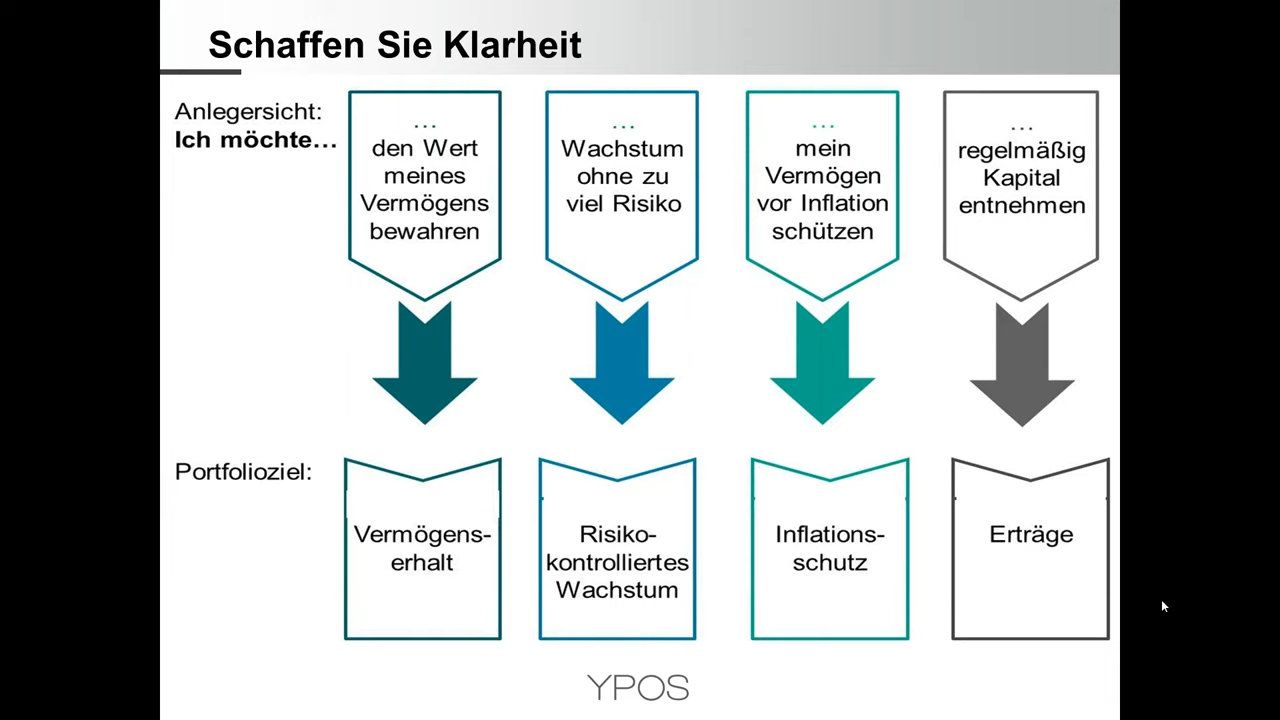 Schaffen Sie Klarheit
Anlegersicht:
Ich möchte...
...
den Wert
meines
Vermögens
bewahren
...
Wachstum
ohne zu
viel Risiko
...
mein
Vermögen
vor Inflation
schützen
...
regelmäßig
Kapital
entnehmen
Portfolioziel:
Vermögens-
erhalt
Risiko-
kontrolliertes
Wachstum
Inflations-
schutz
Erträge
YPOS